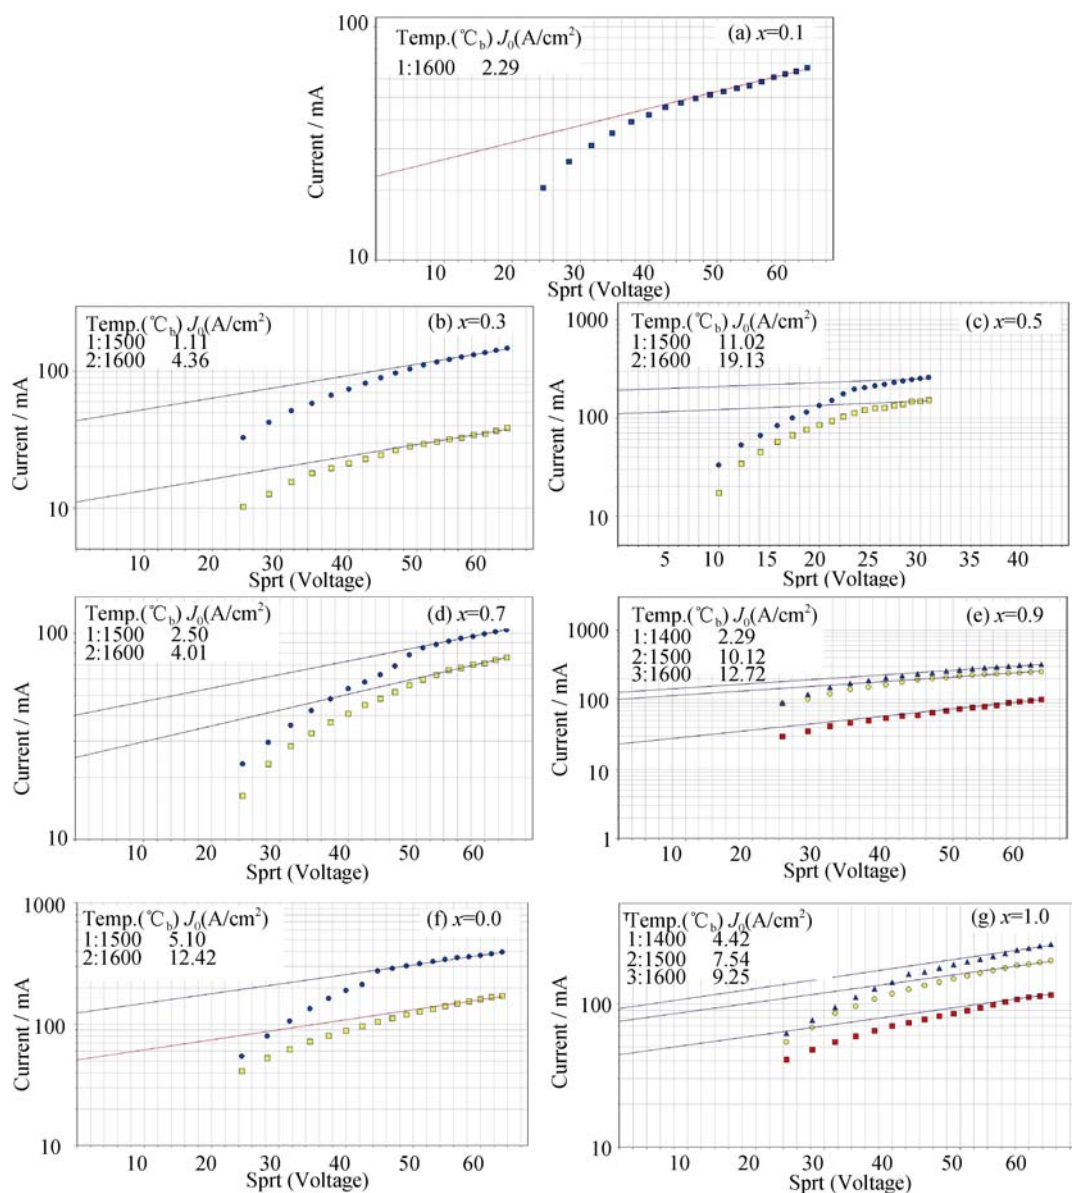 100
Temp.(℃b) J0(A/cm2)
(a) x=0.1
1:1600 2.29
Current / mA
10
10 20 30 40 50 60
Sprt (Voltage)
Temp.(℃b) J0(A/cm2)
(b) x=0.3
1:1500 1.11
2:1600 4.36
100
Current / mA
10
10 20 30 40 50 60
Sprt (Voltage)
1000
Temp.(℃b) J0(A/cm2)
(c) x=0.5
1:1500 11.02
2:1600 19.13
100
Current / mA
10
5 10 15 20 25 30 35 40
Sprt (Voltage)
Temp.(℃b) J0(A/cm2)
(d) x=0.7
1:1500 2.50
2:1600 4.01
100
Current / mA
10
10 20 30 40 50 60
Sprt (Voltage)
Temp.(℃b) J0(A/cm2)
(e) x=0.9
1000
1:1400 2.29
2:1500 10.12
3:1600 12.72
100
Current / mA
10
1
10 20 30 40 50 60
Sprt (Voltage)
1000
Temp.(℃b) J0(A/cm2)
(f) x=0.0
1:1500 5.10
2:1600 12.42
100
Current / mA
10
10 20 30 40 50 60
Sprt (Voltage)
Temp.(℃b) J0(A/cm2)
(g) x=1.0
1:1400 4.42
2:1500 7.54
3:1600 9.25
100
Current / mA
10
10 20 30 40 50 60
Sprt (Voltage)